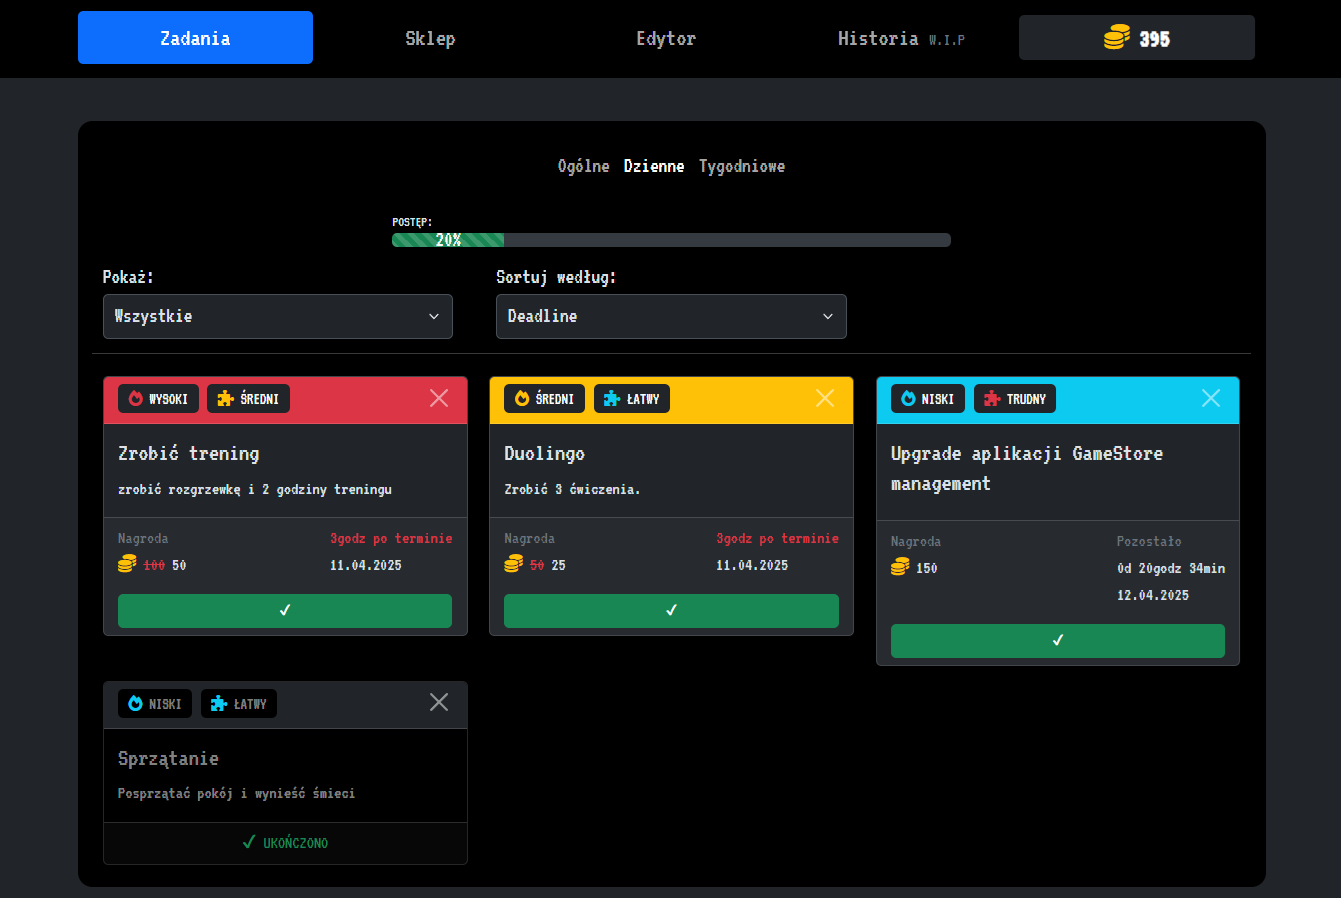 Zadania
Sklep
Edytor
Historia W.I.P
395
Ogólne Dzienne Tygodniowe
POSTĘP:
20%
Pokaż:
Wszystkie
Sortuj według:
Deadline
WYSOKI ŚREDNI
Zrobić trening
zrobić rozgrzewkę i 2 godziny treningu
Nagroda
100 50
3godz po terminie
11.04.2025
✓
ŚREDNI ŁATWY
Duolingo
Zrobić 3 ćwiczenia.
Nagroda
50 25
3godz po terminie
11.04.2025
✓
NISKI TRUDNY
Upgrade aplikacji GameStore
management
Nagroda
150
Pozostało
0d 20godz 34min
12.04.2025
✓
NISKI ŁATWY
Sprzątanie
Posprzątać pokój i wynieść śmieci
✓ UKOŃCZONO